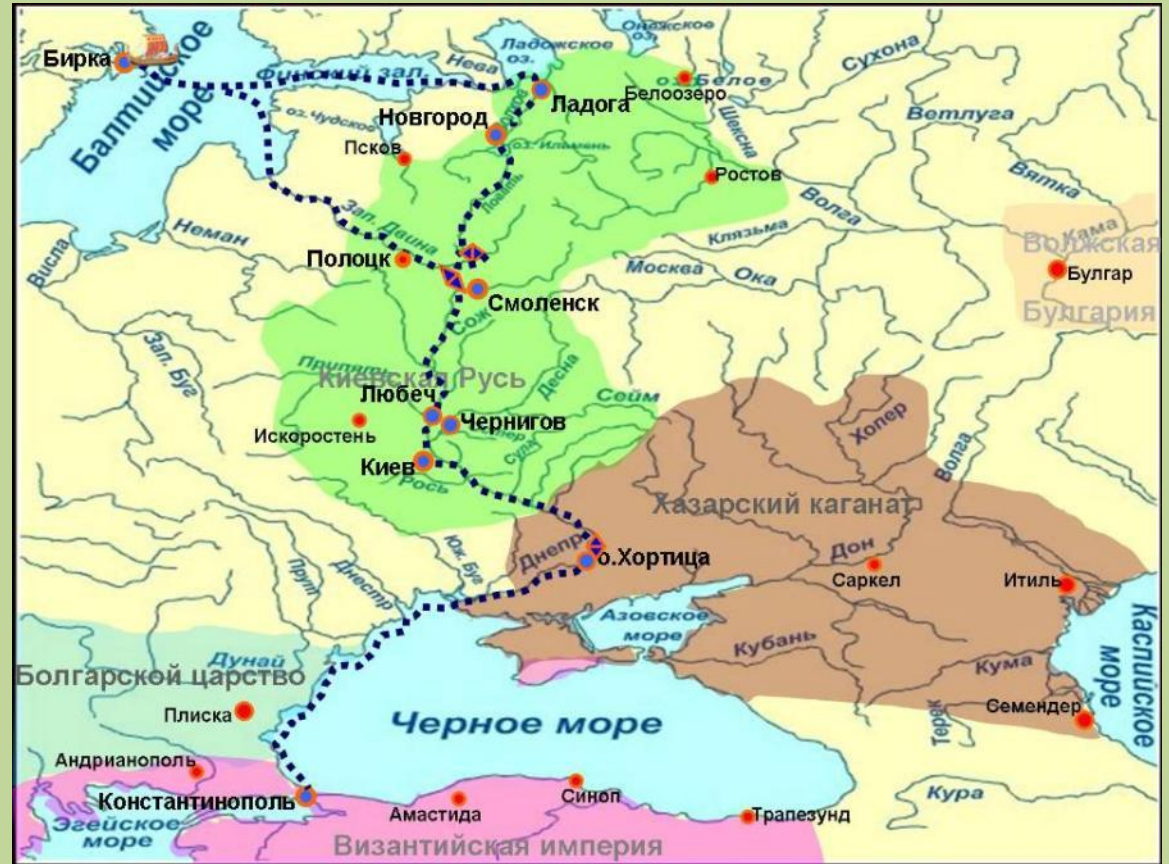 Бирка
Балтийское
море
Финский зал.
Нева
Ладожское
оз.
Онежское
оз.
Сухона
оз. Белое
Белоозеро
Ладога
Новгород
оз. Чудское
Псков
оз. Ильмень
Шексна
Ветлуга
Ростов
Вятка
Волга
Ловать
Зап. Двина
Неман
Висла
Клязьма
Кама
Волжская
Булгария
Булгар
Полоцк
Москва
Ока
Смоленск
Сож
Зап. Буг
Припять
Киевская Русь
Десна
Сейм
Любеч
Чернигов
Искоростень
Сула
Хопер
Волга
Киев
Рось
Хазарский каганат
Днепр
о.Хортица
Дон
Саркел
Итиль
Юж. Буг
Прут
Днестр
Азовское
море
Кубань
Кума
Каспийское
море
Дунай
Болгарской царство
Плиска
Семендер
Терек
Черное море
Андрианополь
Константинополь
Эгейское
море
Амастида
Синоп
Трапезунд
Кура
Византийская империя